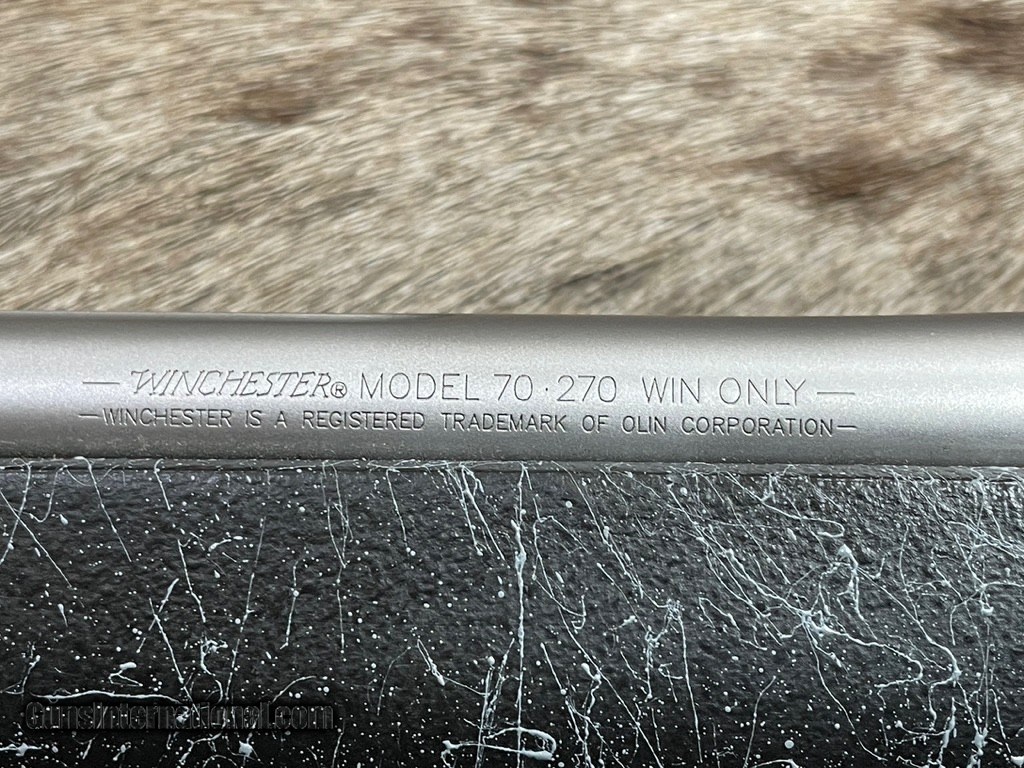 — WINCHESTER® MODEL 70·270 WIN ONLY —
—WINCHESTER IS A REGISTERED TRADEMARK OF OLIN CORPORATION—
GunsInternational.com